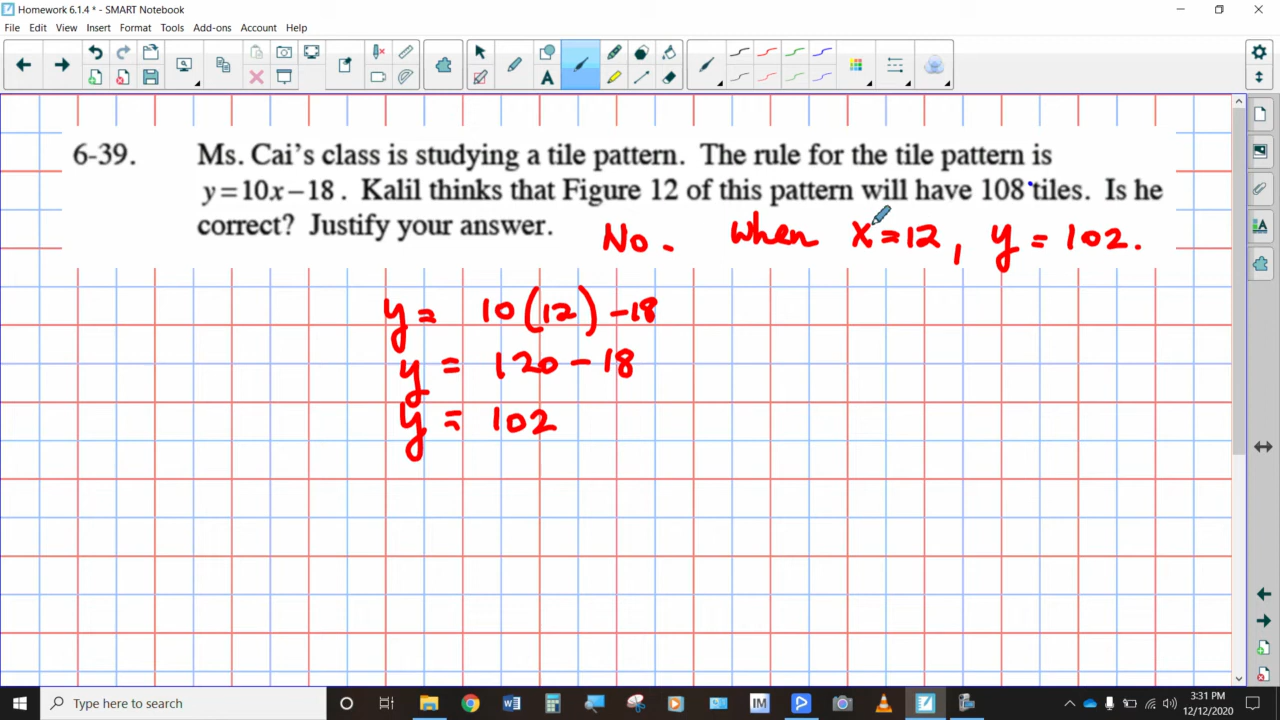 Homework 6.1.4 * - SMART Notebook
File Edit View Insert Format Tools Add-ons Account Help
6-39. Ms. Cai's class is studying a tile pattern. The rule for the tile pattern is
y=10x-18. Kalil thinks that Figure 12 of this pattern will have 108 tiles. Is he
correct? Justify your answer.
No. When x=12, y = 102.
y = 10(12) -18
y = 120 - 18
y = 102
Type here to search
3:31 PM
12/12/2020